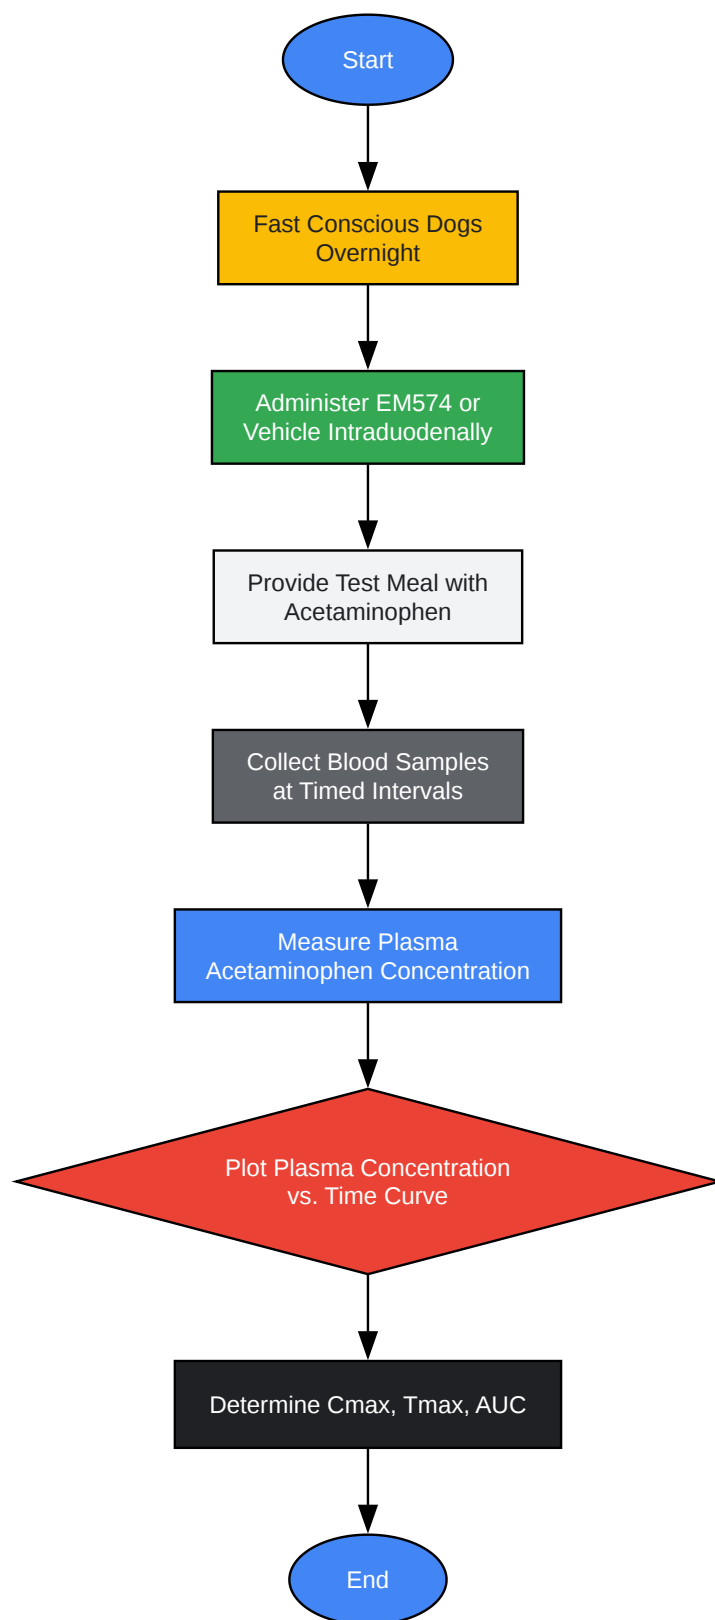 Start
Fast Conscious Dogs
Overnight
Administer EM574 or
Vehicle Intraduodenally
Provide Test Meal with
Acetaminophen
Collect Blood Samples
at Timed Intervals
Measure Plasma
Acetaminophen Concentration
Plot Plasma Concentration
vs. Time Curve
Determine Cmax, Tmax, AUC
End